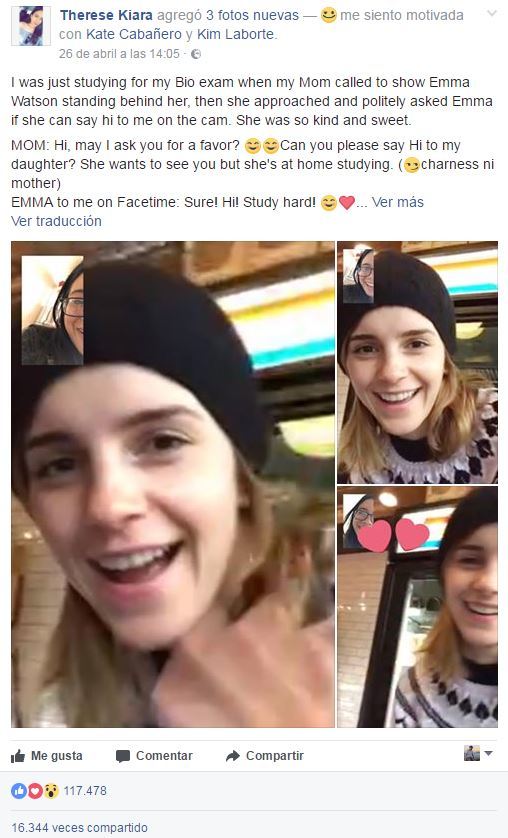 Therese Kiara agregó 3 fotos nuevas — 😀 me siento motivada
con Kate Cabañero y Kim Laborte.
26 de abril a las 14:05 ·
I was just studying for my Bio exam when my Mom called to show Emma
Watson standing behind her, then she approached and politely asked Emma
if she can say hi to me on the cam. She was so kind and sweet.
MOM: Hi, may I ask you for a favor? 😊😊Can you please say Hi to my
daughter? She wants to see you but she's at home studying. (😏charness ni
mother)
EMMA to me on Facetime: Sure! Hi! Study hard! 😊❤... Ver más
Ver traducción
Me gusta Comentar Compartir
117.478
16.344 veces compartido